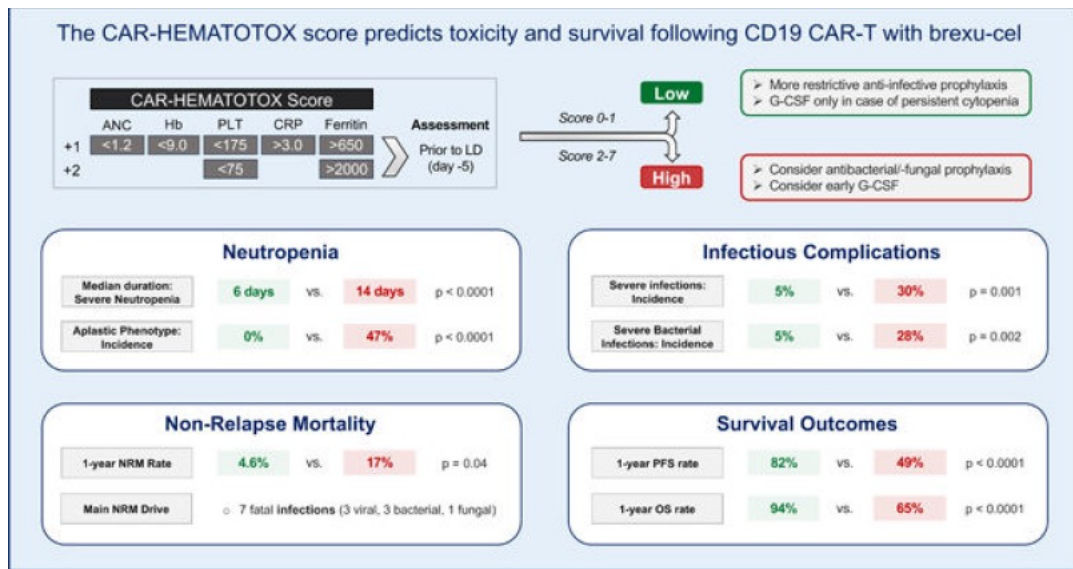 The CAR-HEMATOTOX score predicts toxicity and survival following CD19 CAR-T with brexu-cel
CAR-HEMATOTOX Score
ANC Hb PLT CRP Ferritin
+1 <1.2 <9.0 <175 >3.0 >650
+2 <75 >2000
Assessment
Prior to LD
(day -5)
Score 0-1
Score 2-7
Low
High
➢ More restrictive anti-infective prophylaxis
➢ G-CSF only in case of persistent cytopenia
➢ Consider antibacterial/-fungal prophylaxis
➢ Consider early G-CSF
Neutropenia
Median duration:
Severe Neutropenia
6 days vs. 14 days p < 0.0001
Aplastic Phenotype:
Incidence
0% vs. 47% p < 0.0001
Infectious Complications
Severe infections:
Incidence
5% vs. 30% p = 0.001
Severe Bacterial
Infections: Incidence
5% vs. 28% p = 0.002
Non-Relapse Mortality
1-year NRM Rate 4.6% vs. 17% p = 0.04
Main NRM Drive ○ 7 fatal infections (3 viral, 3 bacterial, 1 fungal)
Survival Outcomes
1-year PFS rate 82% vs. 49% p < 0.0001
1-year OS rate 94% vs. 65% p < 0.0001